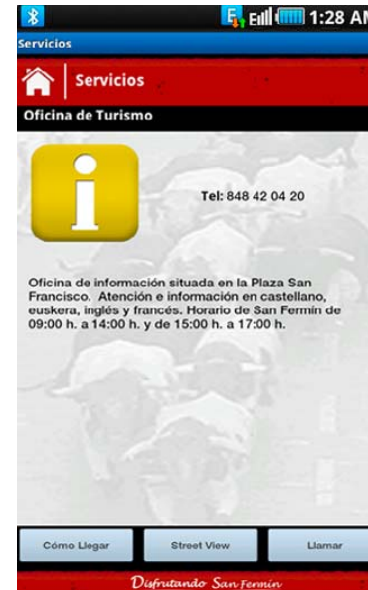 1:28 AM
Servicios
Servicios
Oficina de Turismo
Tel: 848 42 04 20
Oficina de información situada en la Plaza San
Francisco. Atención e información en castellano,
euskera, inglés y francés. Horario de San Fermín de
09:00 h. a 14:00 h. y de 15:00 h. a 17:00 h.
Cómo Llegar Street View Llamar
Disfrutando San Fermin